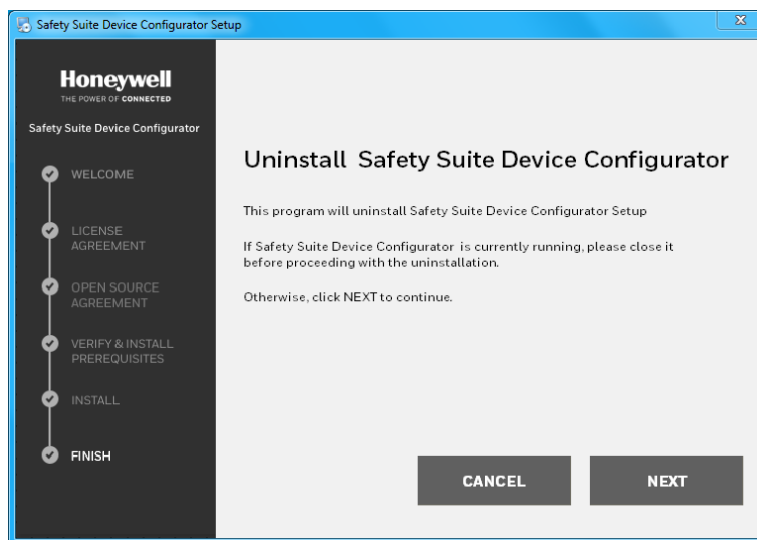 Safety Suite Device Configurator Setup
Honeywell
THE POWER OF CONNECTED
Safety Suite Device Configurator
WELCOME
LICENSE
AGREEMENT
OPEN SOURCE
AGREEMENT
VERIFY & INSTALL
PREREQUISITES
INSTALL
FINISH
Uninstall Safety Suite Device Configurator
This program will uninstall Safety Suite Device Configurator Setup
If Safety Suite Device Configurator is currently running, please close it
before proceeding with the uninstallation.
Otherwise, click NEXT to continue.
CANCEL
NEXT